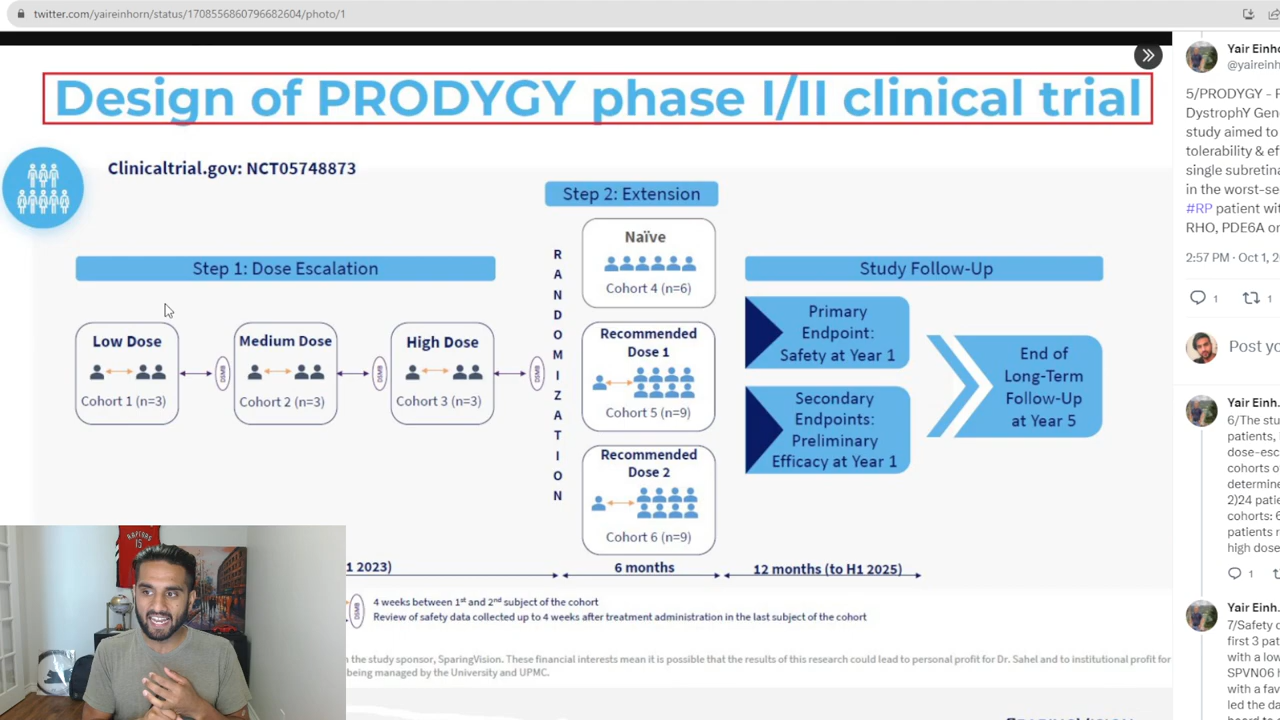 twitter.com/yaireinhorn/status/1708556860796682604/photo/1
Design of PRODYGY phase I/II clinical trial
Clinicaltrial.gov: NCT05748873
Step 1: Dose Escalation
Low Dose
Cohort 1 (n=3)
DSMB
Medium Dose
Cohort 2 (n=3)
DSMB
High Dose
Cohort 3 (n=3)
DSMB
RANDOMIZATION
Step 2: Extension
Naïve
Cohort 4 (n=6)
Recommended
Dose 1
Cohort 5 (n=9)
Recommended
Dose 2
Cohort 6 (n=9)
Study Follow-Up
Primary
Endpoint:
Safety at Year 1
Secondary
Endpoints:
Preliminary
Efficacy at Year 1
End of
Long-Term
Follow-Up
at Year 5
1 2023)
6 months
12 months (to H1 2025)
DSMB
4 weeks between 1st and 2nd subject of the cohort
Review of safety data collected up to 4 weeks after treatment administration in the last subject of the cohort
the study sponsor, SparingVision. These financial interests mean it is possible that the results of this research could lead to personal profit for Dr. Sahel and to institutional profit for
being managed by the University and UPMC.
RAPTORS
15
Yair Einho
@yaireinh
5/PRODYGY - P
DystrophY Gen
study aimed to
tolerability & ef
single subretina
in the worst-se
#RP patient wit
RHO, PDE6A or
2:57 PM · Oct 1, 2
1
1
Post yo
Yair Einh.
6/The stu
patients, 
dose-esc
cohorts o
determine
2)24 patie
cohorts: 6
patients r
high dose
1
Yair Einh.
7/Safety d
first 3 pat
with a low
SPVN06 h
with a fav
led the da
board to